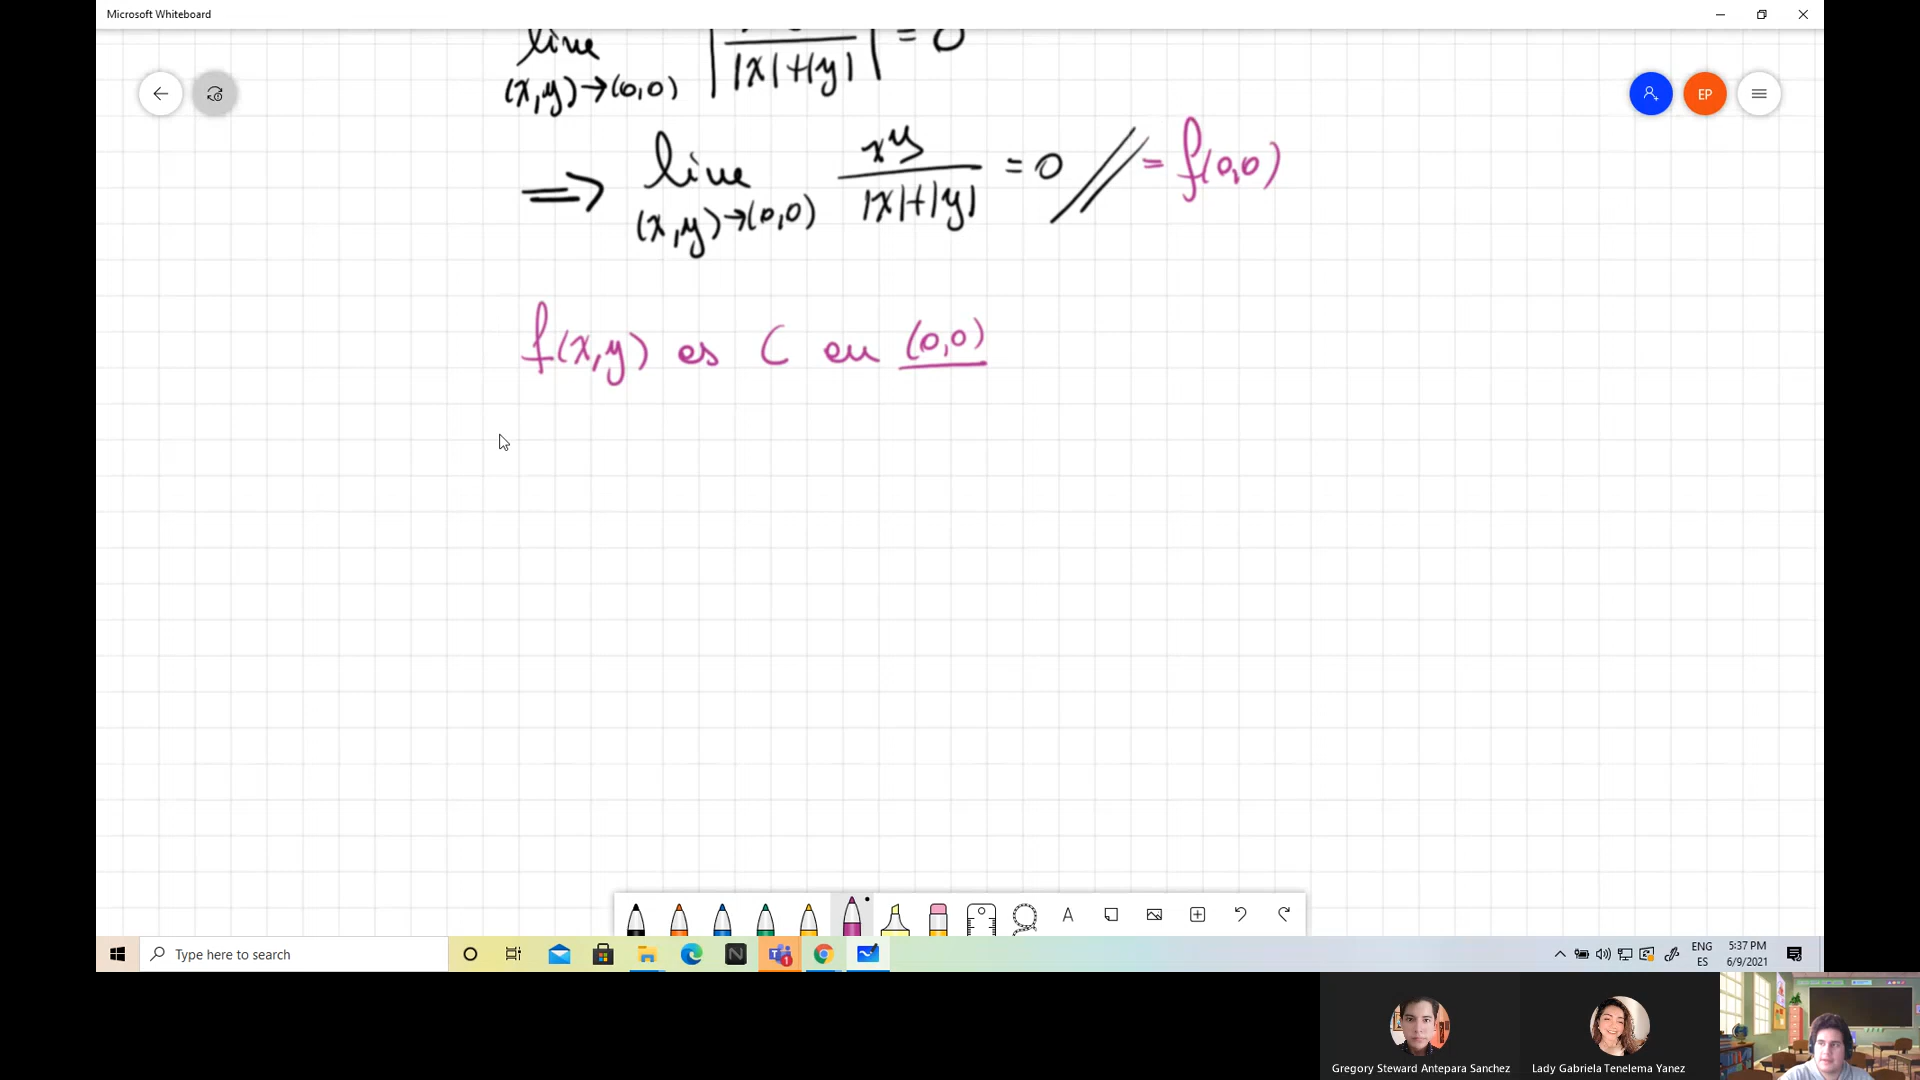 Microsoft Whiteboard
lim | / |x|+|y| | = 0
(x,y)→(0,0)
⟹ lim xy / |x|+|y| = 0 // = f(0,0)
(x,y)→(0,0)
f(x,y) es C en (0,0)
EP
A
Type here to search
N
1
ENG
ES
5:37 PM
6/9/2021
Gregory Steward Antepara Sanchez
Lady Gabriela Tenelema Yanez